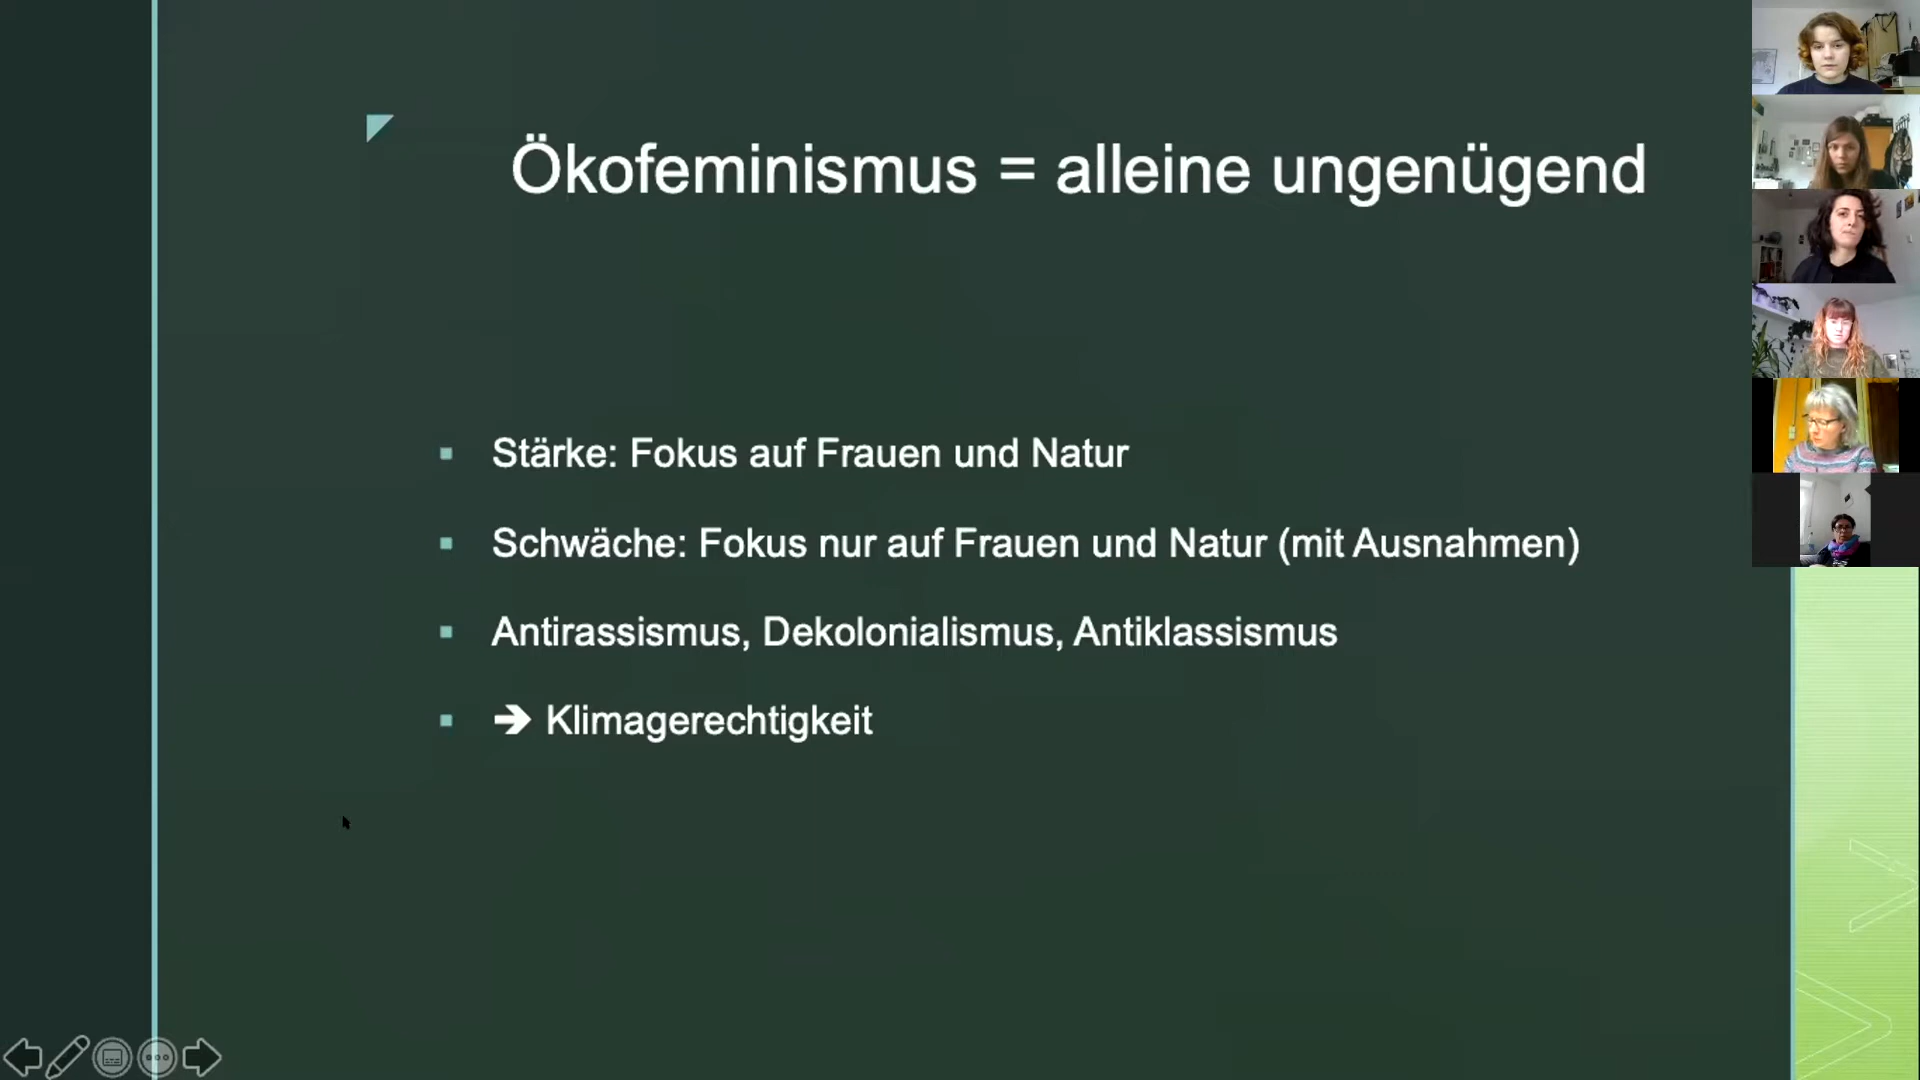 Ökofeminismus = alleine ungenügend
Stärke: Fokus auf Frauen und Natur
Schwäche: Fokus nur auf Frauen und Natur (mit Ausnahmen)
Antirassismus, Dekolonialismus, Antiklassismus
➔ Klimagerechtigkeit